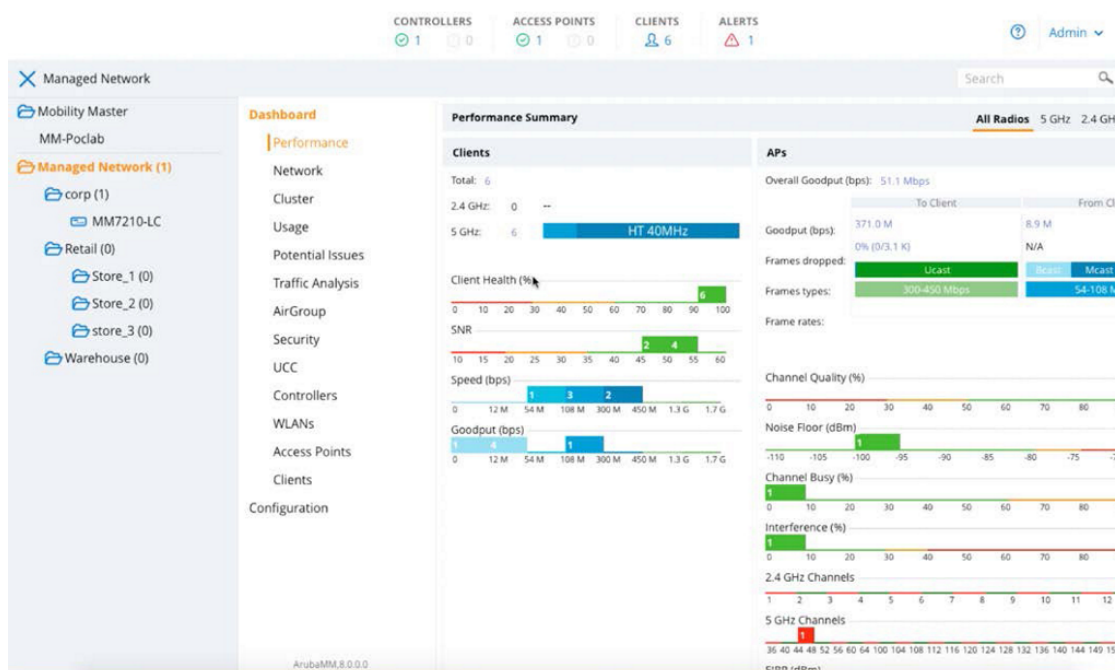 CONTROLLERS ACCESS POINTS CLIENTS ALERTS
1 0 1 0 6 1
Admin
Managed Network
Search
Mobility Master
MM-Poclab
Managed Network (1)
corp (1)
MM7210-LC
Retail (0)
Store_1 (0)
Store_2 (0)
store_3 (0)
Warehouse (0)
Dashboard
Performance
Network
Cluster
Usage
Potential Issues
Traffic Analysis
AirGroup
Security
UCC
Controllers
WLANs
Access Points
Clients
Configuration
ArubaMM,8.0.0.0
Performance Summary
All Radios 5 GHz 2.4 GH
Clients
Total: 6
2.4 GHz: 0 --
5 GHz: 6 HT 40MHz
Client Health (%)
6
0 10 20 30 40 50 60 70 80 90 100
SNR
2 4
10 15 20 25 30 35 40 45 50 55 60
Speed (bps)
1 3 2
0 12 M 54 M 108 M 300 M 450 M 1.3 G 1.7 G
Goodput (bps)
1 4 1
0 12 M 54 M 108 M 300 M 450 M 1.3 G 1.7 G
APs
Overall Goodput (bps): 51.1 Mbps
To Client From Cl
Goodput (bps): 371.0 M 8.9 M
0% (0/3.1 K) N/A
Frames dropped:
Ucast Bcast Mcast
Frames types: 300-450 Mbps 54-108 M
Frame rates:
Channel Quality (%)
0 10 20 30 40 50 60 70 80
Noise Floor (dBm)
1
-110 -105 -100 -95 -90 -85 -80 -75 -7
Channel Busy (%)
1
0 10 20 30 40 50 60 70 80
Interference (%)
1
0 10 20 30 40 50 60 70 80
2.4 GHz Channels
1 2 3 4 5 6 7 8 9 10 11 12
5 GHz Channels
1
36 40 44 48 52 56 60 64 100 104 108 112 116 120 124 128 132 136 140 144 149 15
EIRP (dBm)